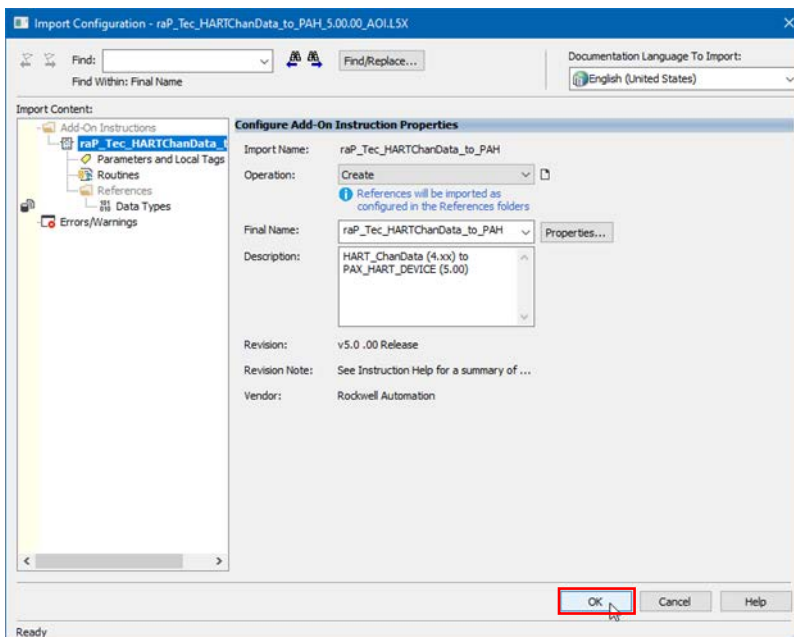 Import Configuration - raP_Tec_HARTChanData_to_PAH_5.00.00_AOI.L5X
Find:
Find/Replace...
Find Within: Final Name
Documentation Language To Import:
English (United States)
Import Content:
Add-On Instructions
raP_Tec_HARTChanData_t
Parameters and Local Tags
Routines
References
Data Types
Errors/Warnings
Configure Add-On Instruction Properties
Import Name: raP_Tec_HARTChanData_to_PAH
Operation: Create
References will be imported as
configured in the References folders
Final Name: raP_Tec_HARTChanData_to_PAH Properties...
Description: HART_ChanData (4.xx) to
PAX_HART_DEVICE (5.00)
Revision: v5.0 .00 Release
Revision Note: See Instruction Help for a summary of ...
Vendor: Rockwell Automation
OK Cancel Help
Ready